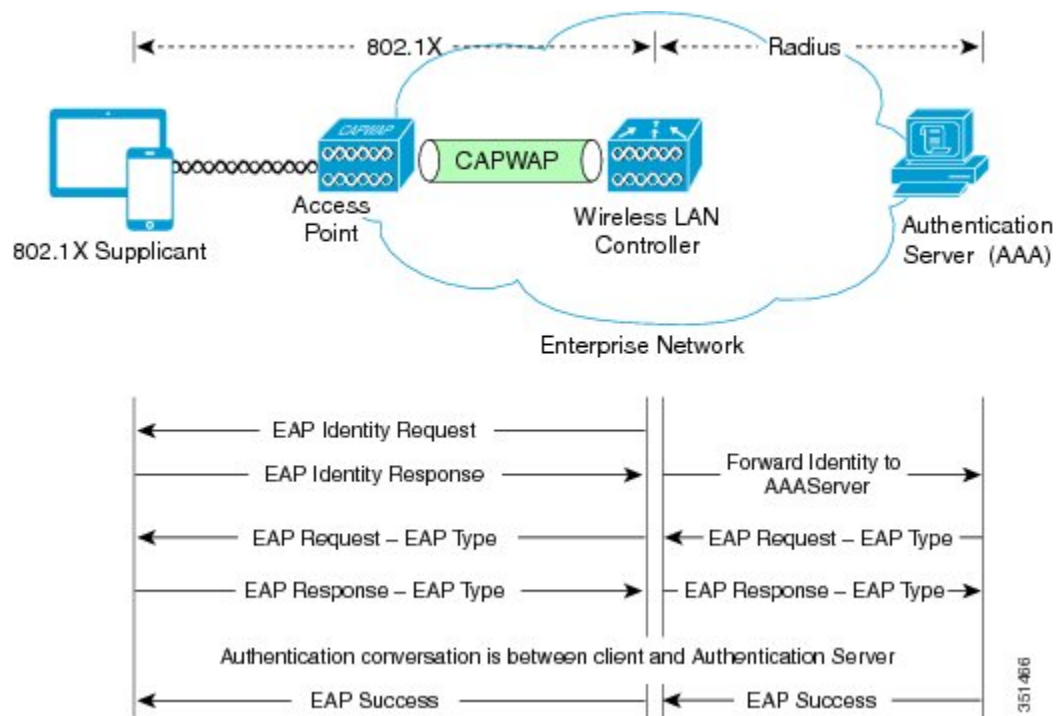 802.1X
Radius
CAPWAP
CAPWAP
802.1X Supplicant
Access
Point
Wireless LAN
Controller
Authentication
Server (AAA)
Enterprise Network
EAP Identity Request
EAP Identity Response
Forward Identity to
AAAServer
EAP Request – EAP Type
EAP Request – EAP Type
EAP Response – EAP Type
EAP Response – EAP Type
Authentication conversation is between client and Authentication Server
EAP Success
EAP Success
351466